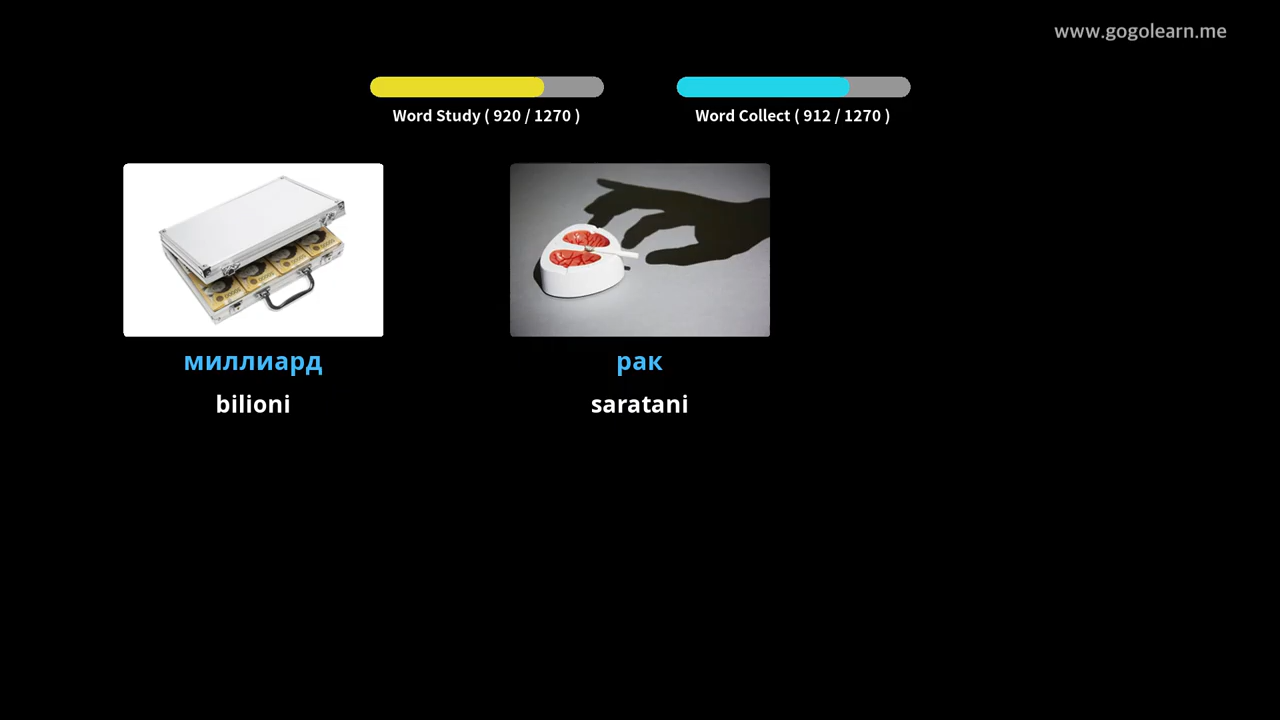 www.gogolearn.me
Word Study ( 920 / 1270 )
Word Collect ( 912 / 1270 )
миллиард
рак
bilioni
saratani